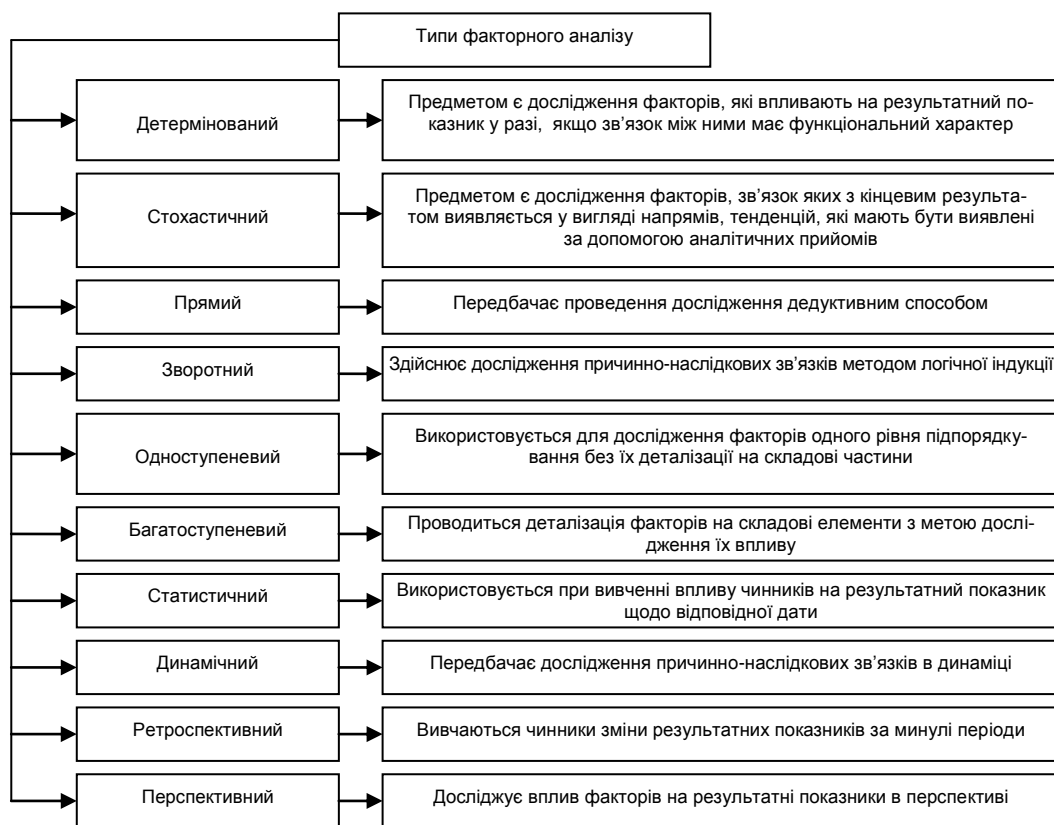 Типи факторного аналізу
Детермінований
Предметом є дослідження факторів, які впливають на результатний по-
казник у разі, якщо зв’язок між ними має функціональний характер
Стохастичний
Предметом є дослідження факторів, зв’язок яких з кінцевим результа-
том виявляється у вигляді напрямів, тенденцій, які мають бути виявлені
за допомогою аналітичних прийомів
Прямий
Передбачає проведення дослідження дедуктивним способом
Зворотний
Здійснює дослідження причинно-наслідкових зв’язків методом логічної індукції
Одноступеневий
Використовується для дослідження факторів одного рівня підпорядку-
вання без їх деталізації на складові частини
Багатоступеневий
Проводиться деталізація факторів на складові елементи з метою дослі-
дження їх впливу
Статистичний
Використовується при вивченні впливу чинників на результатний показник
щодо відповідної дати
Динамічний
Передбачає дослідження причинно-наслідкових зв’язків в динаміці
Ретроспективний
Вивчаються чинники зміни результатних показників за минулі періоди
Перспективний
Досліджує вплив факторів на результатні показники в перспективі